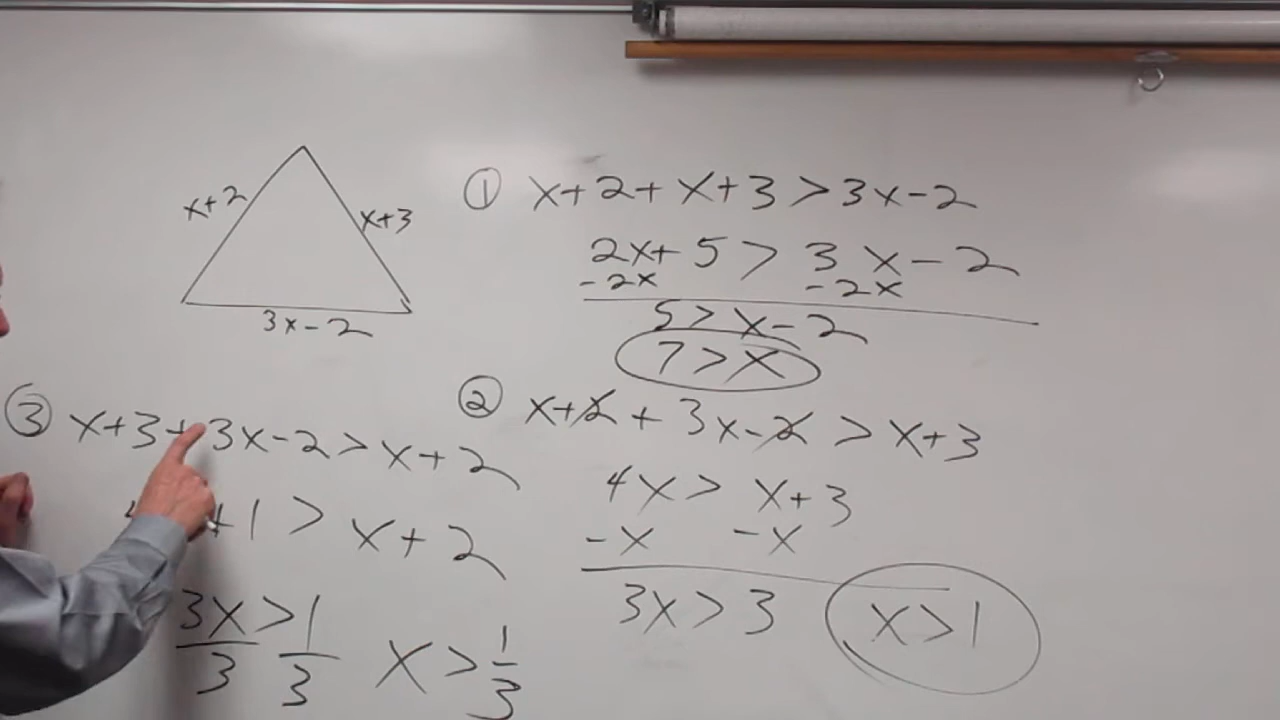 x+2
x+3
3x-2
① x+2+x+3>3x-2
2x+5>3x-2
-2x -2x
5>x-2
7>x
② x+2+3x-2>x+3
4x>x+3
-x -x
3x>3
x>1
③ x+3+3x-2>x+2
+1>x+2
3x>1
3 3
x>1/3